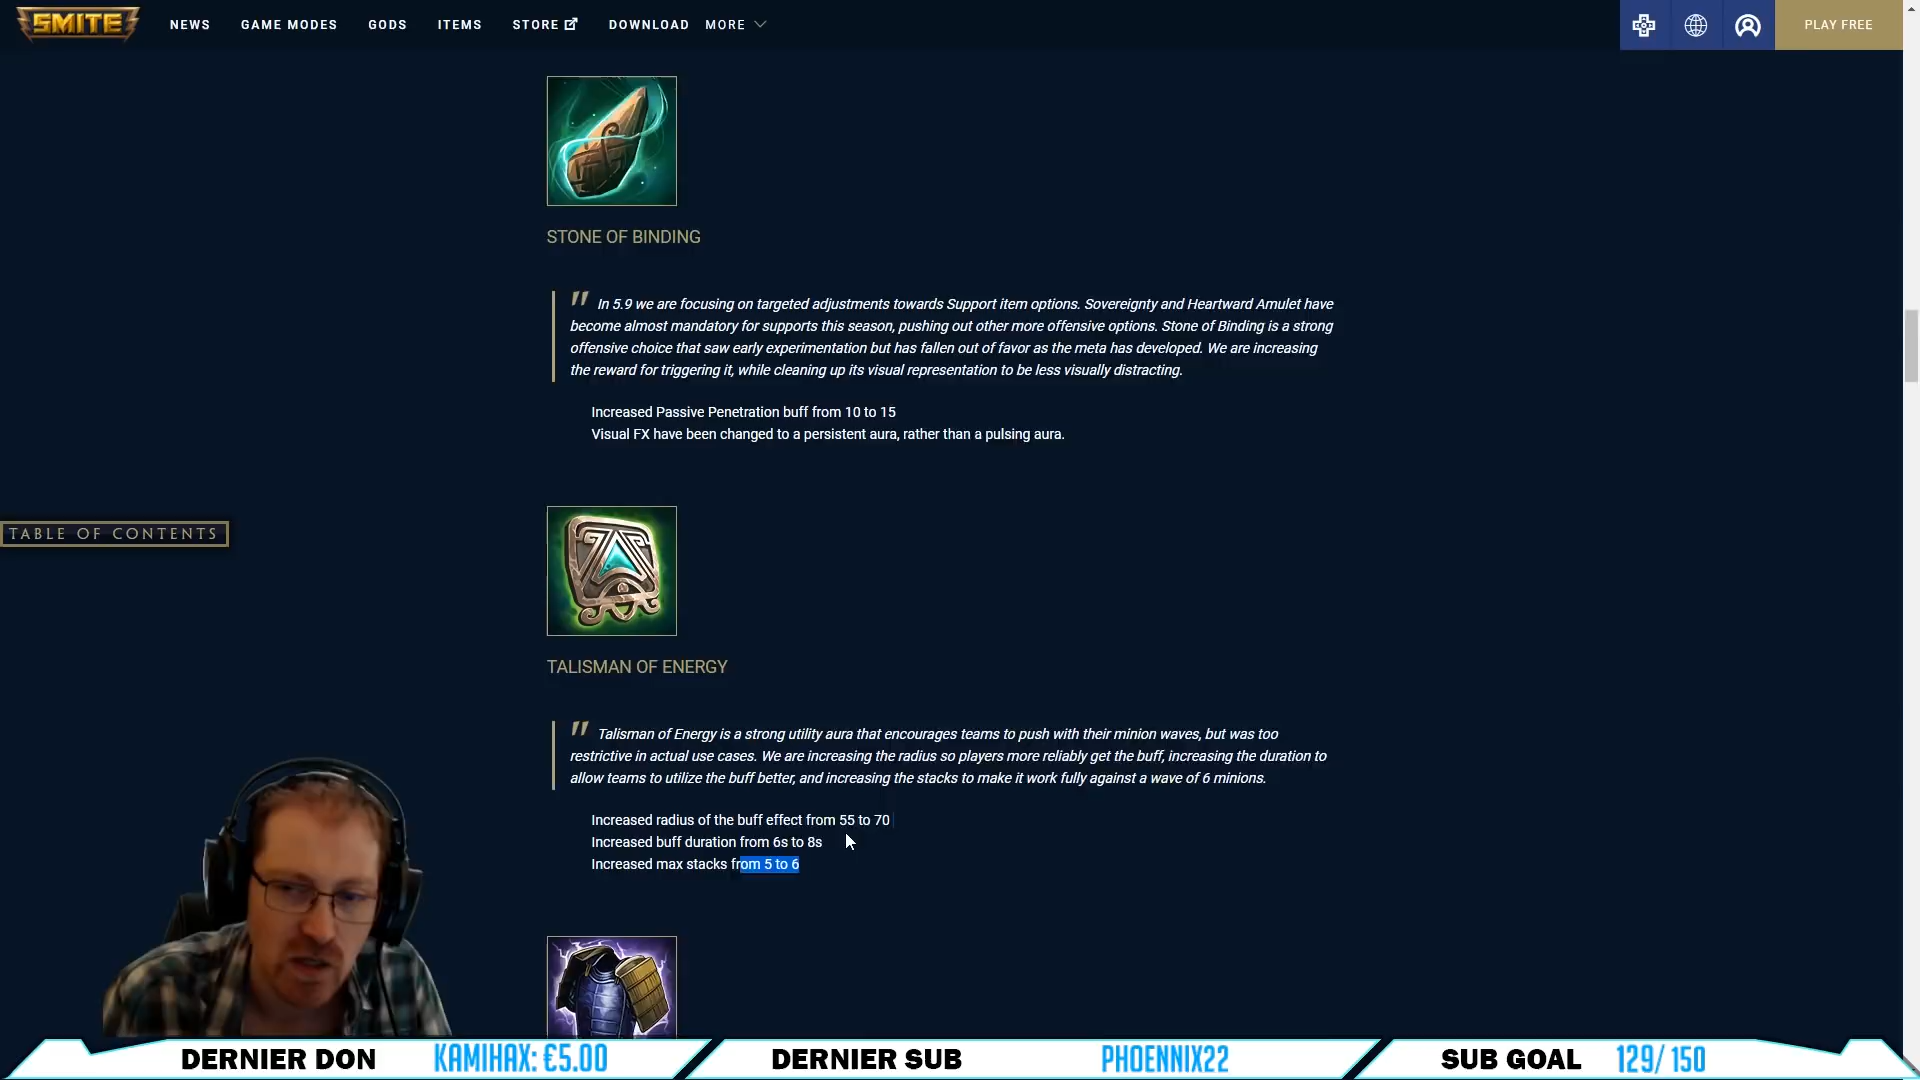 SMITE
NEWS
GAME MODES
GODS
ITEMS
STORE
DOWNLOAD
MORE
PLAY FREE
STONE OF BINDING
" In 5.9 we are focusing on targeted adjustments towards Support item options. Sovereignty and Heartward Amulet have
become almost mandatory for supports this season, pushing out other more offensive options. Stone of Binding is a strong
offensive choice that saw early experimentation but has fallen out of favor as the meta has developed. We are increasing
the reward for triggering it, while cleaning up its visual representation to be less visually distracting.
Increased Passive Penetration buff from 10 to 15
Visual FX have been changed to a persistent aura, rather than a pulsing aura.
TABLE OF CONTENTS
TALISMAN OF ENERGY
" Talisman of Energy is a strong utility aura that encourages teams to push with their minion waves, but was too
restrictive in actual use cases. We are increasing the radius so players more reliably get the buff, increasing the duration to
allow teams to utilize the buff better, and increasing the stacks to make it work fully against a wave of 6 minions.
Increased radius of the buff effect from 55 to 70
Increased buff duration from 6s to 8s
Increased max stacks from 5 to 6
DERNIER DON KAMIHAX: €5.00
DERNIER SUB PHOENNIX22
SUB GOAL 129/ 150